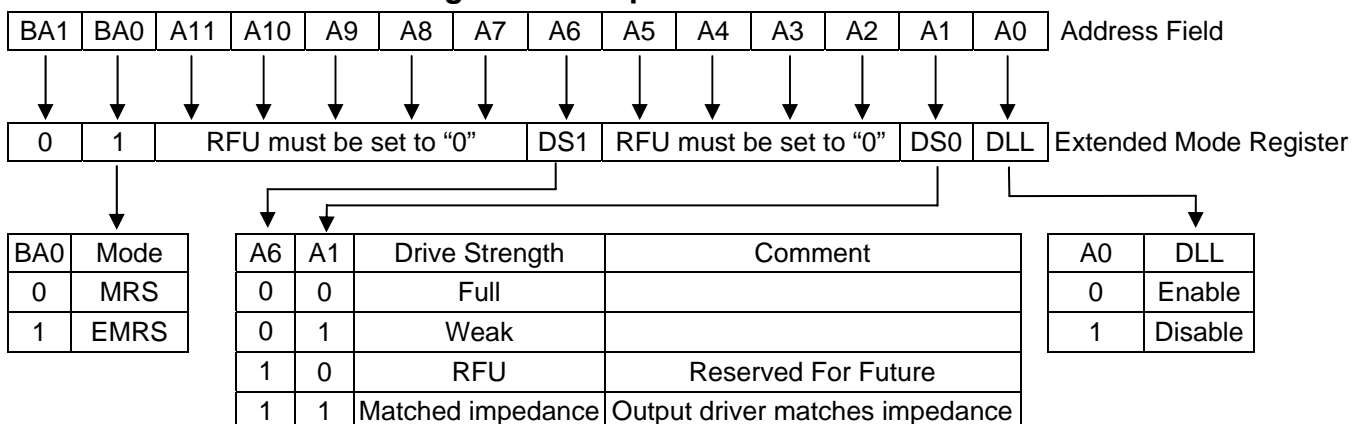 BA1 BA0 A11 A10 A9 A8 A7 A6 A5 A4 A3 A2 A1 A0 Address Field
0 1 RFU must be set to “0” DS1 RFU must be set to “0” DS0 DLL Extended Mode Register
BA0 Mode A6 A1 Drive Strength Comment A0 DLL
0 MRS 0 0 Full 0 Enable
1 EMRS 0 1 Weak 1 Disable
1 0 RFU Reserved For Future
1 1 Matched impedance Output driver matches impedance